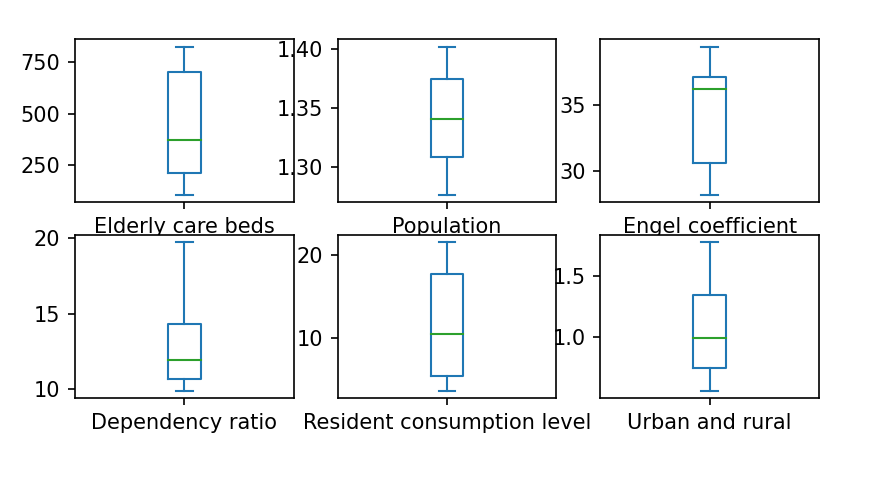 750
500
250
Elderly care beds
1.40
1.35
1.30
Population
35
30
Engel coefficient
20
15
10
Dependency ratio
20
10
Resident consumption level
1.5
1.0
Urban and rural